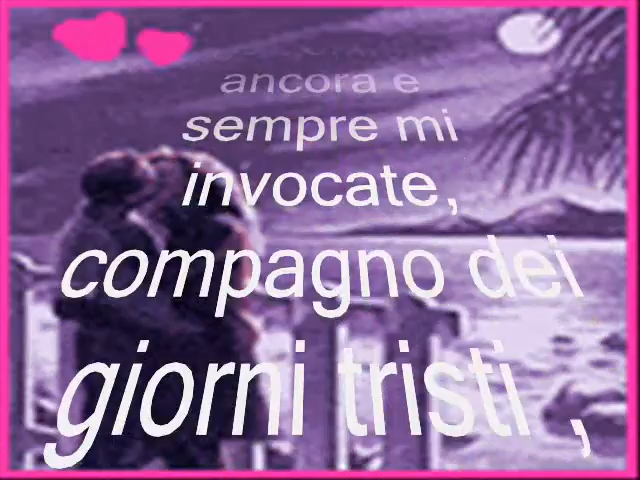 ancora e
sempre mi
invocate,
compagno dei
giorni tristi ,